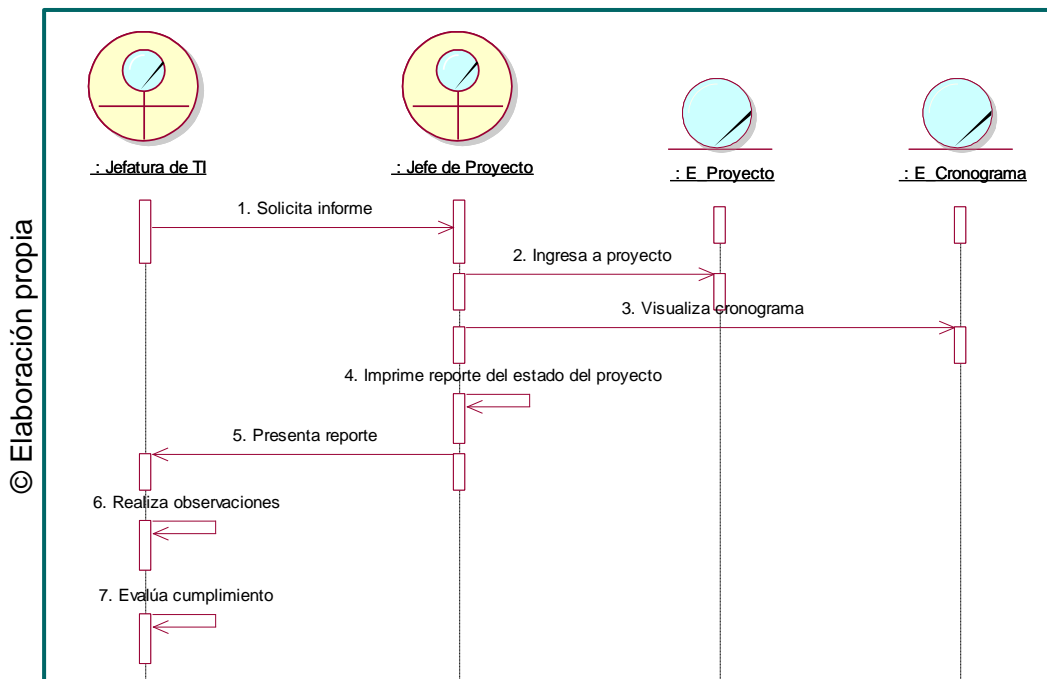 : Jefatura de TI
: Jefe de Proyecto
: E_Proyecto
: E_Cronograma
1. Solicita informe
2. Ingresa a proyecto
3. Visualiza cronograma
4. Imprime reporte del estado del proyecto
5. Presenta reporte
6. Realiza observaciones
7. Evalúa cumplimiento
© Elaboración propia